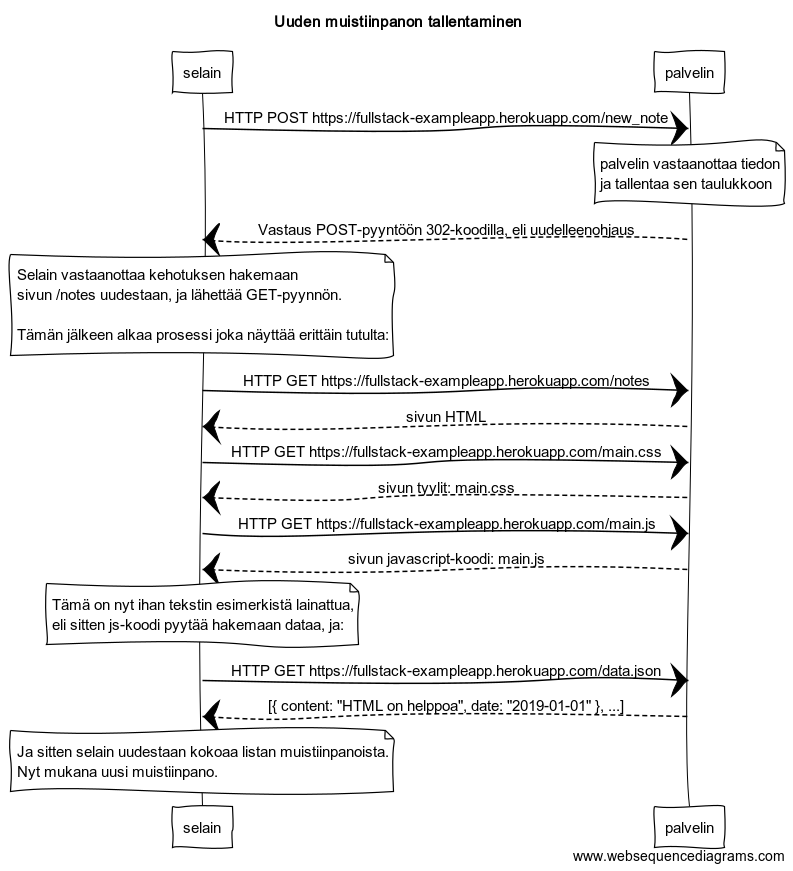 Uuden muistiinpanon tallentaminen
selain
palvelin
HTTP POST https://fullstack-exampleapp.herokuapp.com/new_note
palvelin vastaanottaa tiedon
ja tallentaa sen taulukkoon
Vastaus POST-pyyntöön 302-koodilla, eli uudelleenohjaus
Selain vastaanottaa kehotuksen hakemaan
sivun /notes uudestaan, ja lähettää GET-pyynnön.
Tämän jälkeen alkaa prosessi joka näyttää erittäin tutulta:
HTTP GET https://fullstack-exampleapp.herokuapp.com/notes
sivun HTML
HTTP GET https://fullstack-exampleapp.herokuapp.com/main.css
sivun tyylit: main.css
HTTP GET https://fullstack-exampleapp.herokuapp.com/main.js
sivun javascript-koodi: main.js
Tämä on nyt ihan tekstin esimerkistä lainattua,
eli sitten js-koodi pyytää hakemaan dataa, ja:
HTTP GET https://fullstack-exampleapp.herokuapp.com/data.json
[{ content: "HTML on helppoa", date: "2019-01-01" }, ...]
Ja sitten selain uudestaan kokoaa listan muistiinpanoista.
Nyt mukana uusi muistiinpano.
selain
palvelin
www.websequencediagrams.com